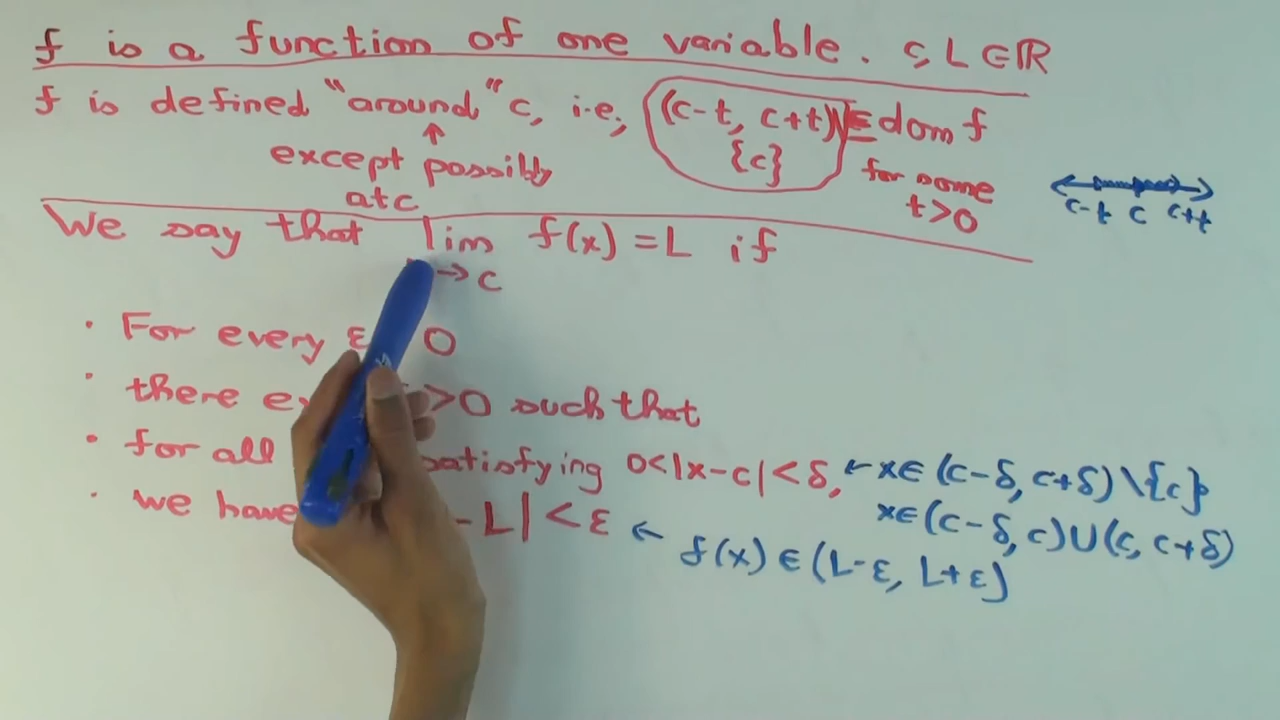 f is a function of one variable. c, L ∈ ℝ
f is defined "around" c, i.e., (c-t, c+t) \ {c} ⊆ dom f
↑
except possibly at c
for some t>0
c-t c c+t
We say that lim f(x) = L if
→ c
· For every ε 0
· there >0 such that
· for all satisfying 0<|x-c|<δ, ← x∈(c-δ, c+δ)\{c}
x∈(c-δ, c)∪(c, c+δ)
· we have -L|<ε ← f(x)∈(L-ε, L+ε)